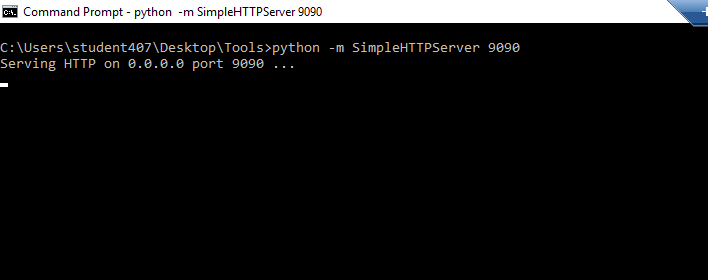 Command Prompt - python  -m SimpleHTTPServer 9090
C:\Users\student407\Desktop\Tools>python -m SimpleHTTPServer 9090
Serving HTTP on 0.0.0.0 port 9090 ...